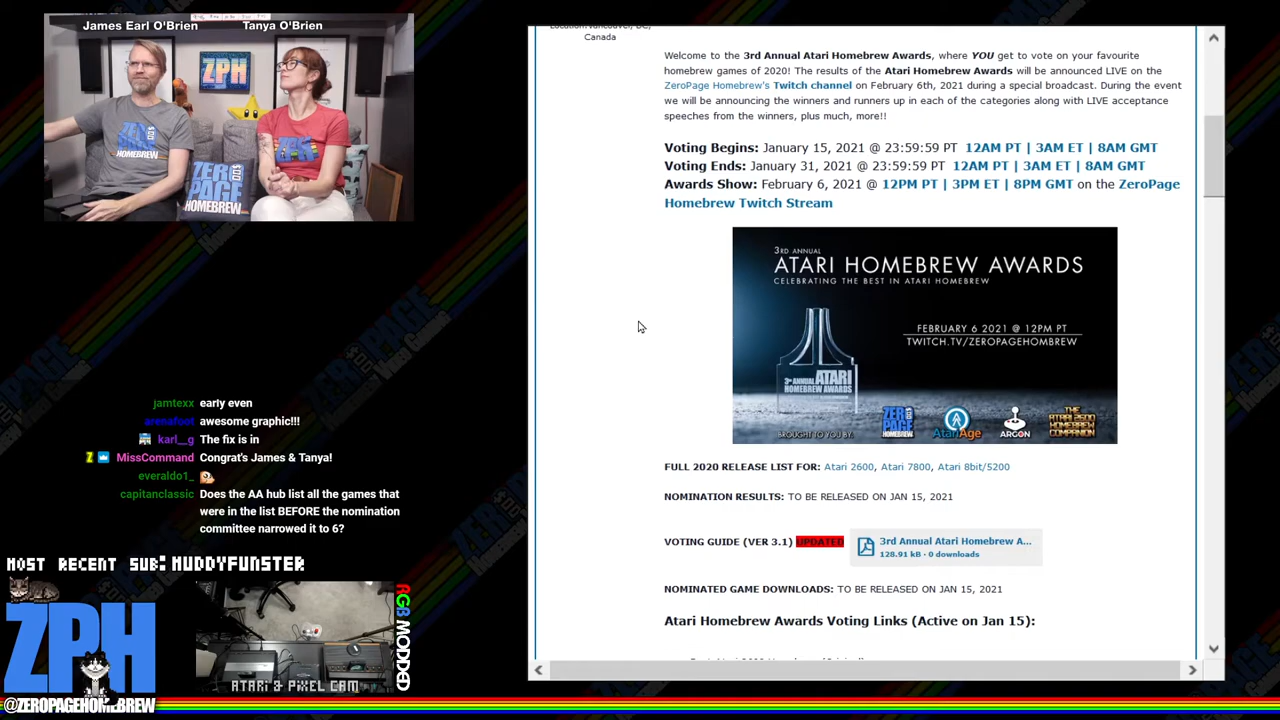 James Earl O'Brien
Tanya O'Brien
ZPH
ZERO
PAGE
HOMEBREW
jamtexx early even
arenafoot awesome graphic!!!
karl__g The fix is in
Z MissCommand Congrat's James & Tanya!
everaldo1_
capitanclassic Does the AA hub list all the games that
were in the list BEFORE the nomination
committee narrowed it to 6?
MOST RECENT SUB: MUDDYFUNSTER
ZPH
@ZEROPAGEHOMEBREW
ATARI & PIXEL CAM
RGB MODDED
Canada
Welcome to the 3rd Annual Atari Homebrew Awards, where YOU get to vote on your favourite
homebrew games of 2020! The results of the Atari Homebrew Awards will be announced LIVE on the
ZeroPage Homebrew's Twitch channel on February 6th, 2021 during a special broadcast. During the event
we will be announcing the winners and runners up in each of the categories along with LIVE acceptance
speeches from the winners, plus much, more!!
Voting Begins: January 15, 2021 @ 23:59:59 PT 12AM PT | 3AM ET | 8AM GMT
Voting Ends: January 31, 2021 @ 23:59:59 PT 12AM PT | 3AM ET | 8AM GMT
Awards Show: February 6, 2021 @ 12PM PT | 3PM ET | 8PM GMT on the ZeroPage
Homebrew Twitch Stream
3RD ANNUAL
ATARI HOMEBREW AWARDS
CELEBRATING THE BEST IN ATARI HOMEBREW
FEBRUARY 6 2021 @ 12PM PT
TWITCH.TV/ZEROPAGEHOMBREW
3RD ANNUAL ATARI
HOMEBREW AWARDS
BROUGHT TO YOU BY:
ZERO PAGE HOMEBREW
AtariAge
ARGON
THE ATARI 2600 HOMEBREW COMPANION
FULL 2020 RELEASE LIST FOR: Atari 2600, Atari 7800, Atari 8bit/5200
NOMINATION RESULTS: TO BE RELEASED ON JAN 15, 2021
VOTING GUIDE (VER 3.1) UPDATED
3rd Annual Atari Homebrew A...
128.91 kB · 0 downloads
NOMINATED GAME DOWNLOADS: TO BE RELEASED ON JAN 15, 2021
Atari Homebrew Awards Voting Links (Active on Jan 15):